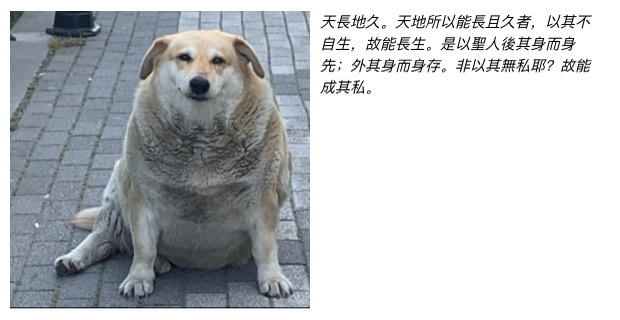 天長地久。天地所以能長且久者，以其不
自生，故能長生。是以聖人後其身而身
先；外其身而身存。非以其無私耶？故能
成其私。